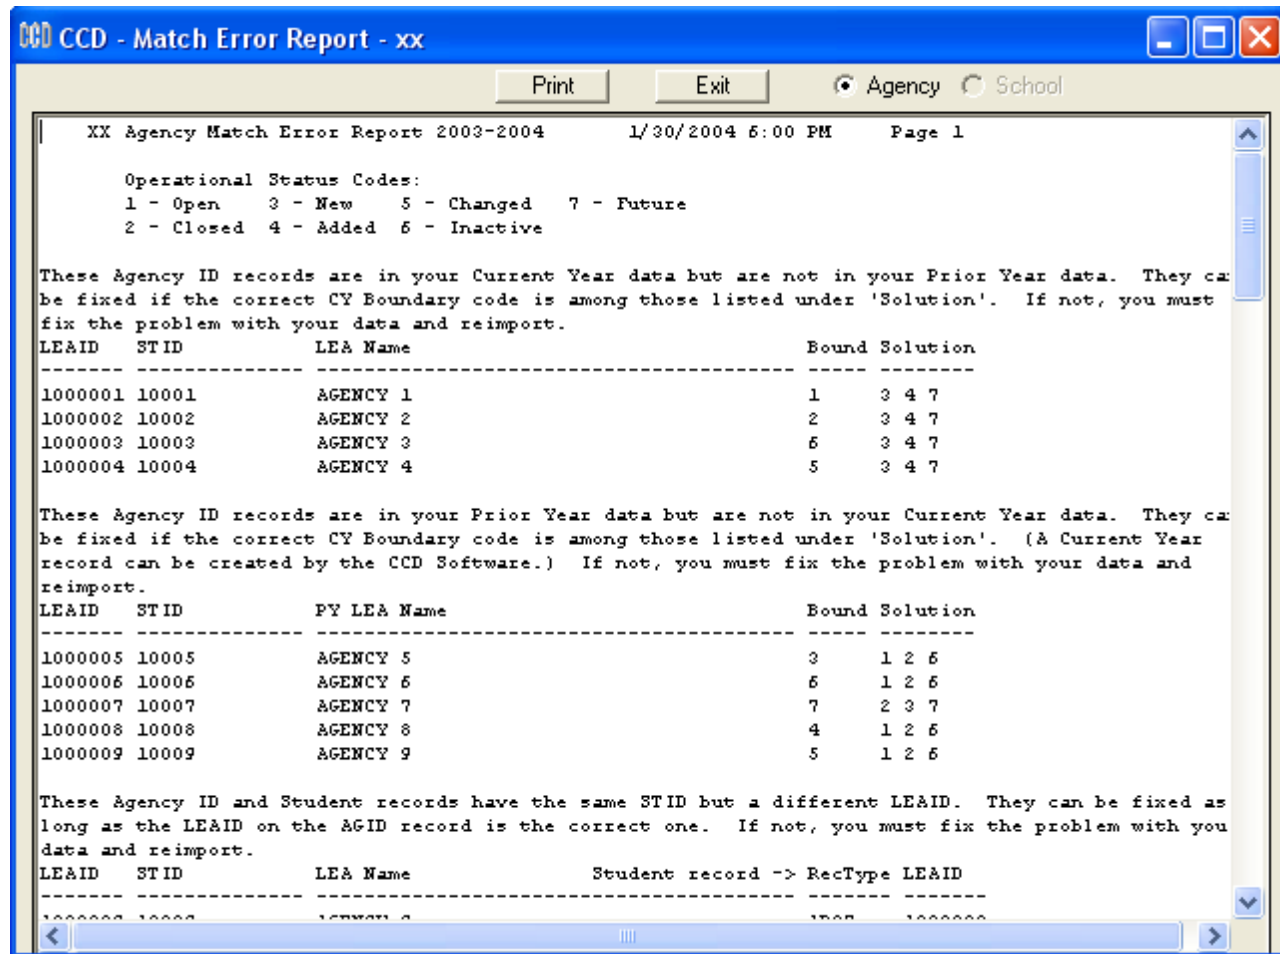 CCD CCD - Match Error Report - xx
Print Exit Agency School
XX Agency Match Error Report 2003-2004 1/30/2004 6:00 PM Page 1
Operational Status Codes:
1 - Open 3 - New 5 - Changed 7 - Future
2 - Closed 4 - Added 6 - Inactive
These Agency ID records are in your Current Year data but are not in your Prior Year data. They ca
be fixed if the correct CY Boundary code is among those listed under 'Solution'. If not, you must
fix the problem with your data and reimport.
LEAID STID LEA Name Bound Solution
------- -------------- ---------------------------------------- ----- --------
1000001 10001 AGENCY 1 1 3 4 7
1000002 10002 AGENCY 2 2 3 4 7
1000003 10003 AGENCY 3 6 3 4 7
1000004 10004 AGENCY 4 5 3 4 7
These Agency ID records are in your Prior Year data but are not in your Current Year data. They ca
be fixed if the correct CY Boundary code is among those listed under 'Solution'. (A Current Year
record can be created by the CCD Software.) If not, you must fix the problem with your data and
reimport.
LEAID STID PY LEA Name Bound Solution
------- -------------- ---------------------------------------- ----- --------
1000005 10005 AGENCY 5 3 1 2 6
1000006 10006 AGENCY 6 6 1 2 6
1000007 10007 AGENCY 7 7 2 3 7
1000008 10008 AGENCY 8 4 1 2 6
1000009 10009 AGENCY 9 5 1 2 6
These Agency ID and Student records have the same STID but a different LEAID. They can be fixed as
long as the LEAID on the AGID record is the correct one. If not, you must fix the problem with you
data and reimport.
LEAID STID LEA Name Student record -> RecType LEAID
------- -------------- ---------------------------------------- ------- -------